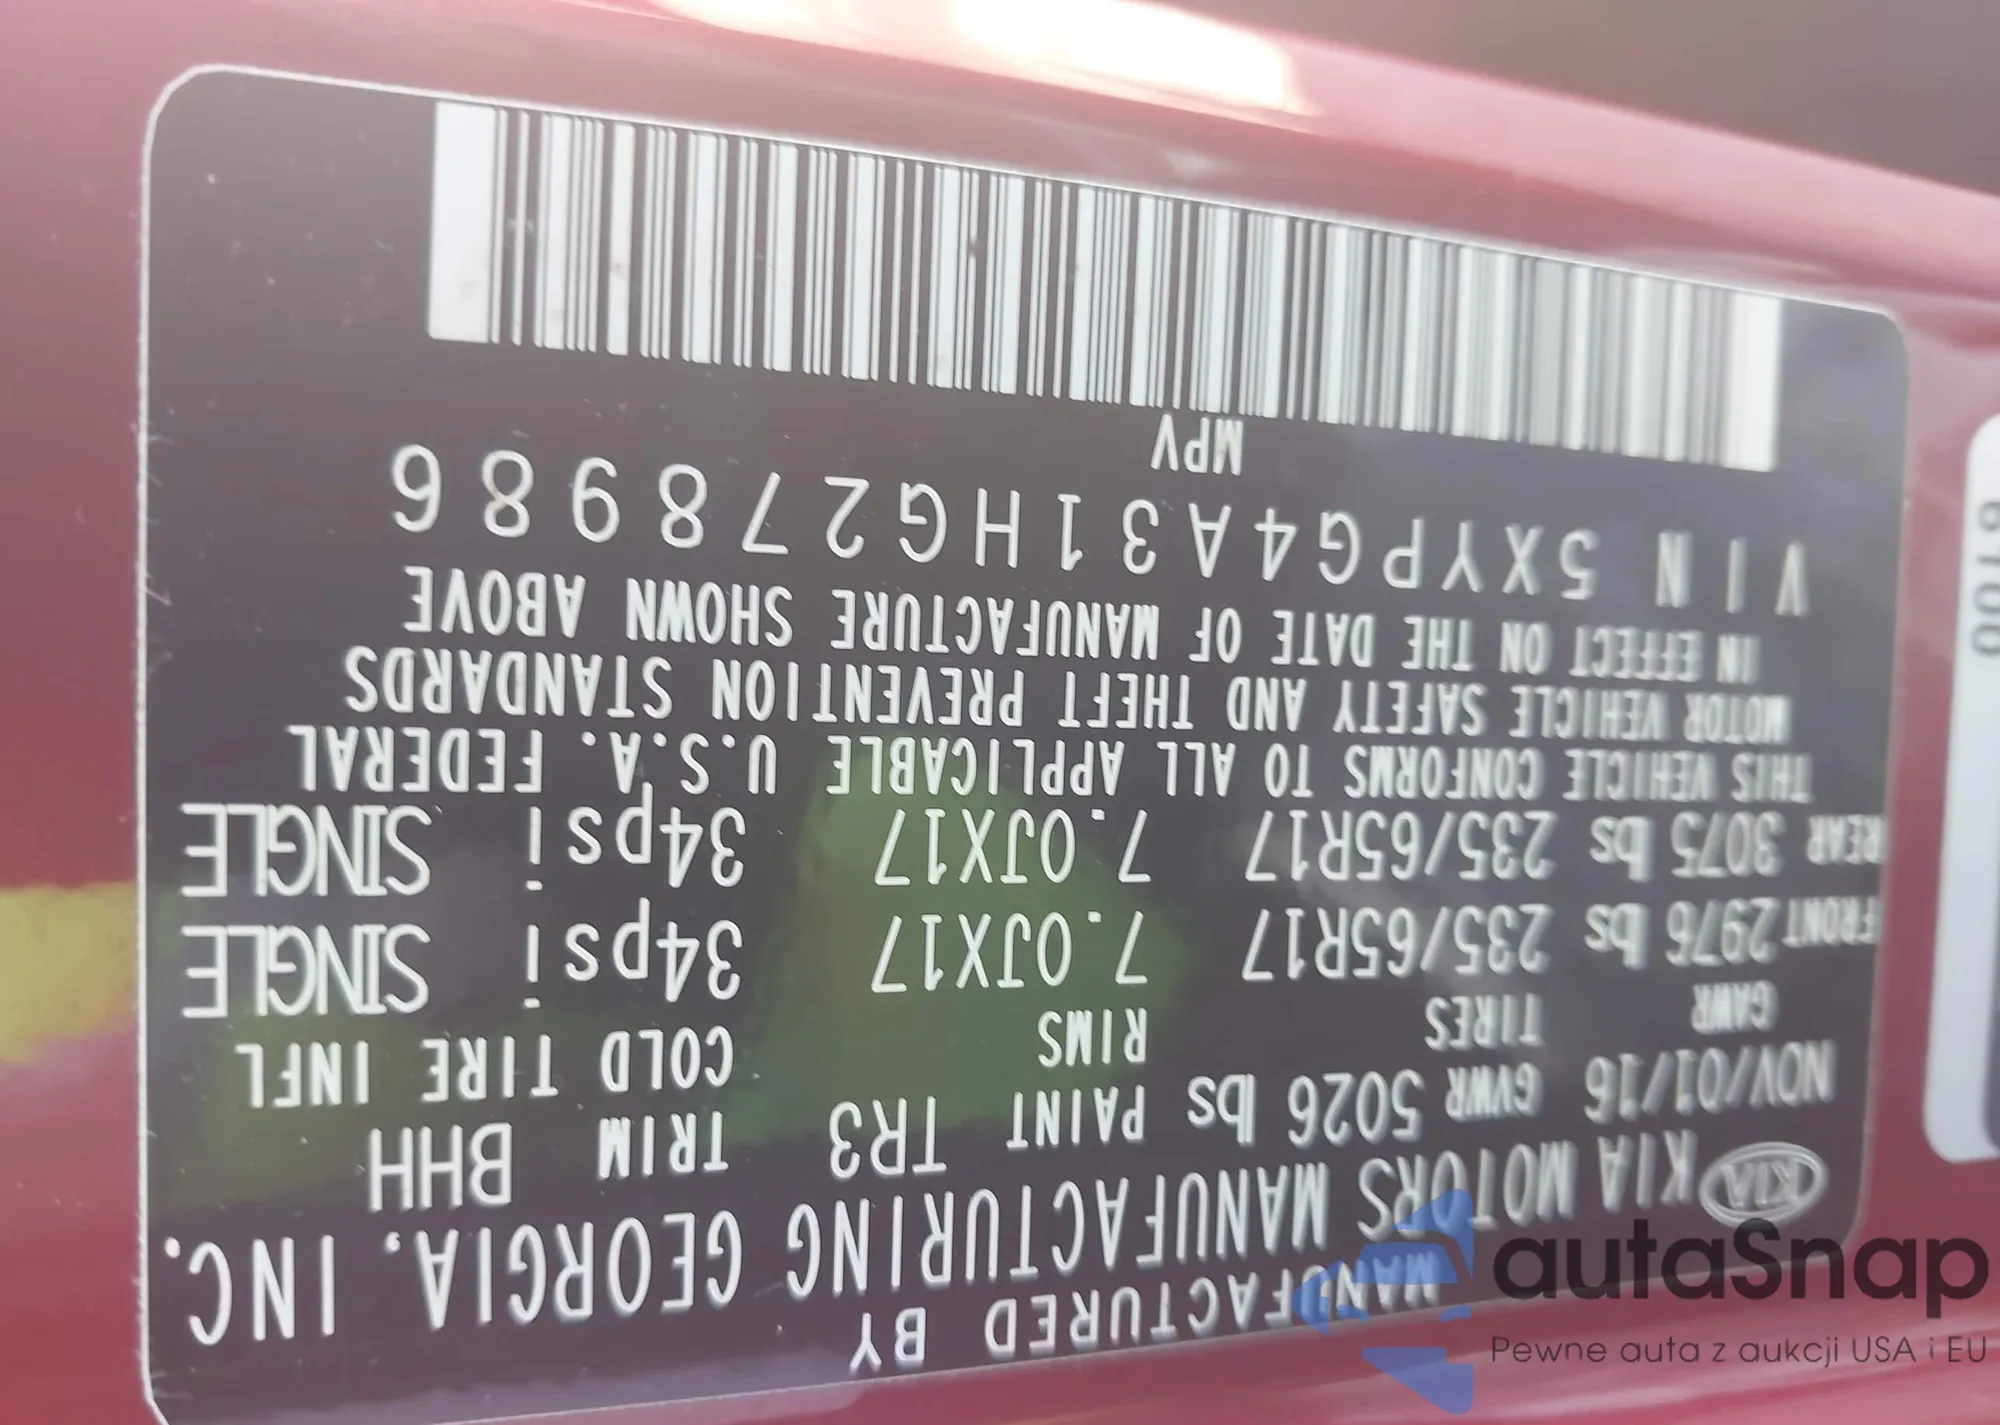 MANUFACTURED BY
KIA KIA MOTORS MANUFACTURING GEORGIA, INC.
NOV/01/16 GVWR 5026 lbs PAINT TR3 TRIM BHH
GAWR TIRES RIMS COLD TIRE INFL
FRONT 2976 lbs 235/65R17 7.0JX17 34psi SINGLE
REAR 3075 lbs 235/65R17 7.0JX17 34psi SINGLE
THIS VEHICLE CONFORMS TO ALL APPLICABLE U.S.A. FEDERAL
MOTOR VEHICLE SAFETY AND THEFT PREVENTION STANDARDS
IN EFFECT ON THE DATE OF MANUFACTURE SHOWN ABOVE
VIN 5XYPG4A31HG278986
MPV
autaSnap
Pewne auta z aukcji USA i EU